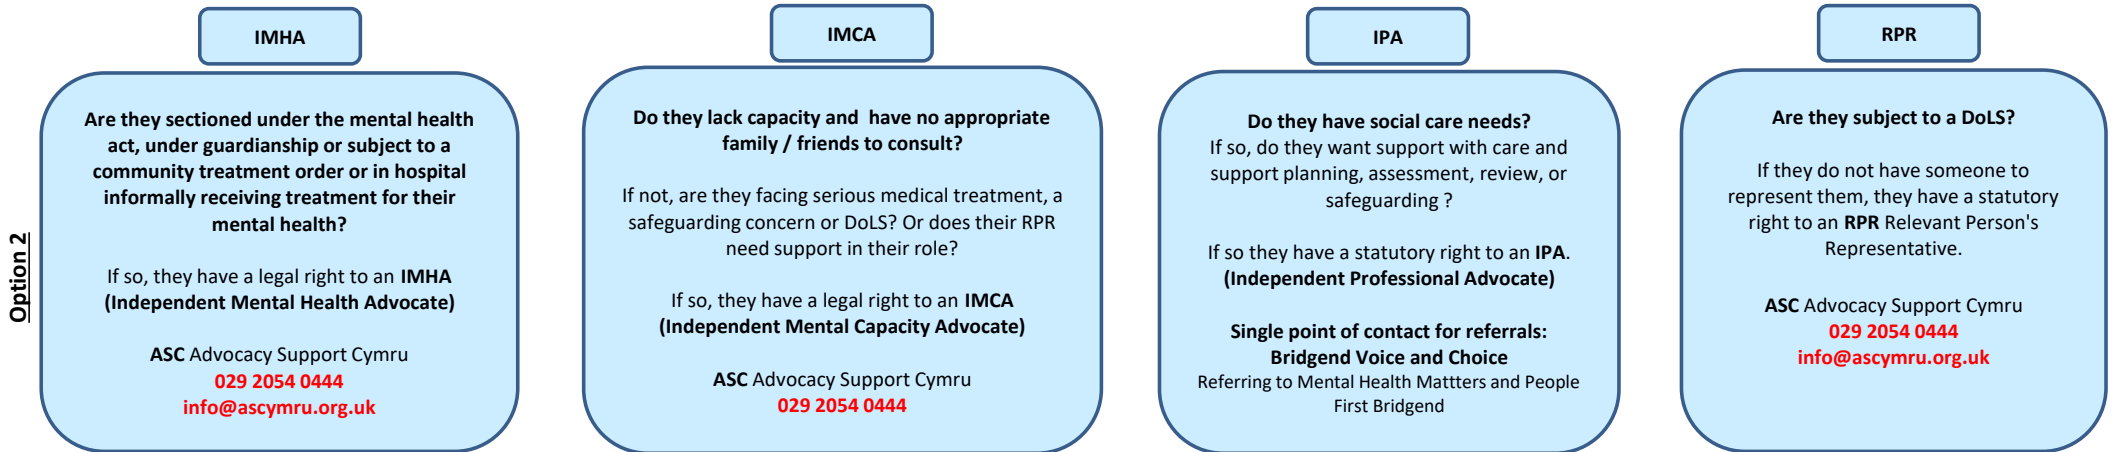 Option 2
IMHA
Are they sectioned under the mental health
act, under guardianship or subject to a
community treatment order or in hospital
informally receiving treatment for their
mental health?
If so, they have a legal right to an IMHA
(Independent Mental Health Advocate)
ASC Advocacy Support Cymru
029 2054 0444
info@ascymru.org.uk
IMCA
Do they lack capacity and  have no appropriate
family / friends to consult?
If not, are they facing serious medical treatment, a
safeguarding concern or DoLS? Or does their RPR
need support in their role?
If so, they have a legal right to an IMCA
(Independent Mental Capacity Advocate)
ASC Advocacy Support Cymru
029 2054 0444
IPA
Do they have social care needs?
If so, do they want support with care and
support planning, assessment, review, or
safeguarding ?
If so they have a statutory right to an IPA.
(Independent Professional Advocate)
Single point of contact for referrals:
Bridgend Voice and Choice
Referring to Mental Health Mattters and People
First Bridgend
RPR
Are they subject to a DoLS?
If they do not have someone to
represent them, they have a statutory
right to an RPR Relevant Person's
Representative.
ASC Advocacy Support Cymru
029 2054 0444
info@ascymru.org.uk